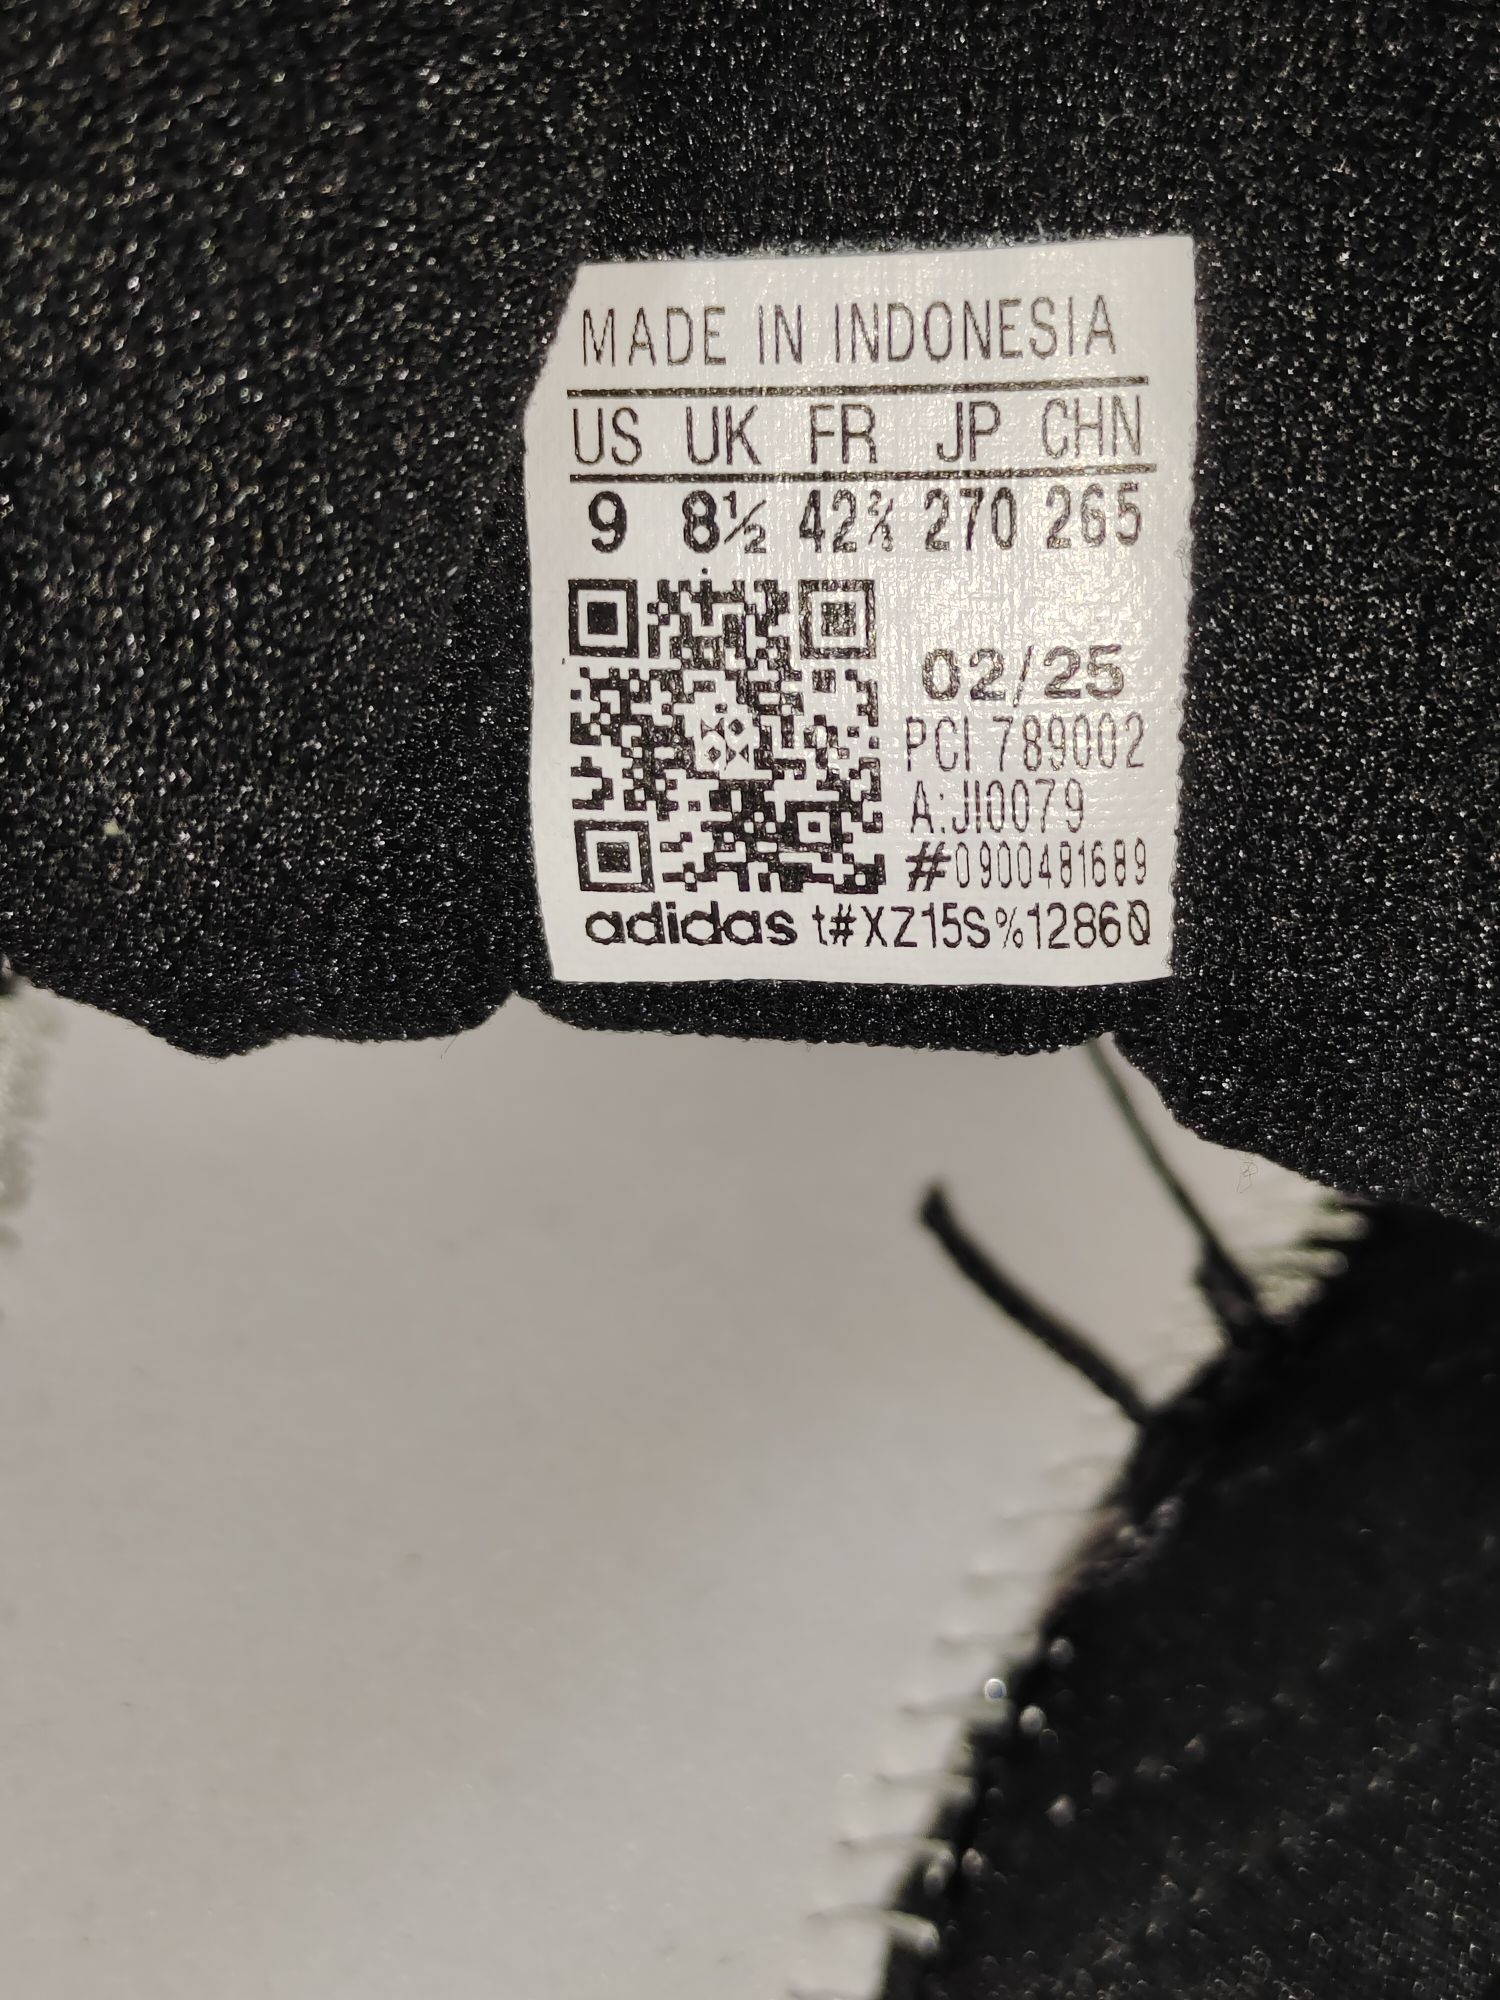 MADE IN INDONESIA
US UK FR JP CHN
9 8½ 42⅔ 270 265
02/25
PCI 789002
A:JI0079
#0900481689
adidas t#XZ15S%12860